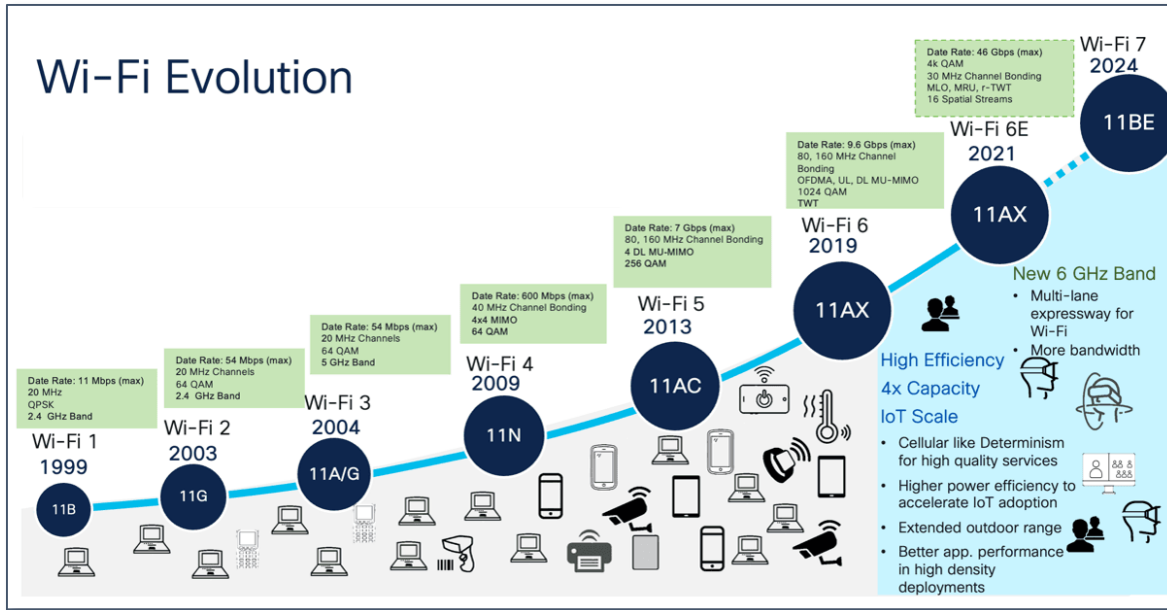 Wi-Fi Evolution
Date Rate: 11 Mbps (max)
20 MHz
QPSK
2.4 GHz Band
Wi-Fi 1
1999
11B
Date Rate: 54 Mbps (max)
20 MHz Channels
64 QAM
2.4 GHz Band
Wi-Fi 2
2003
11G
Date Rate: 54 Mbps (max)
20 MHz Channels
64 QAM
5 GHz Band
Wi-Fi 3
2004
11A/G
Date Rate: 600 Mbps (max)
40 MHz Channel Bonding
4x4 MIMO
64 QAM
Wi-Fi 4
2009
11N
Date Rate: 7 Gbps (max)
80, 160 MHz Channel Bonding
4 DL MU-MIMO
256 QAM
Wi-Fi 5
2013
11AC
Date Rate: 9.6 Gbps (max)
80, 160 MHz Channel
Bonding
OFDMA, UL, DL MU-MIMO
1024 QAM
TWT
Wi-Fi 6
2019
11AX
Date Rate: 46 Gbps (max)
4k QAM
30 MHz Channel Bonding
MLO, MRU, r-TWT
16 Spatial Streams
Wi-Fi 6E
2021
11AX
Wi-Fi 7
2024
11BE
New 6 GHz Band
• Multi-lane
expressway for
Wi-Fi
• More bandwidth
High Efficiency
4x Capacity
IoT Scale
• Cellular like Determinism
for high quality services
• Higher power efficiency to
accelerate IoT adoption
• Extended outdoor range
• Better app. performance
in high density
deployments